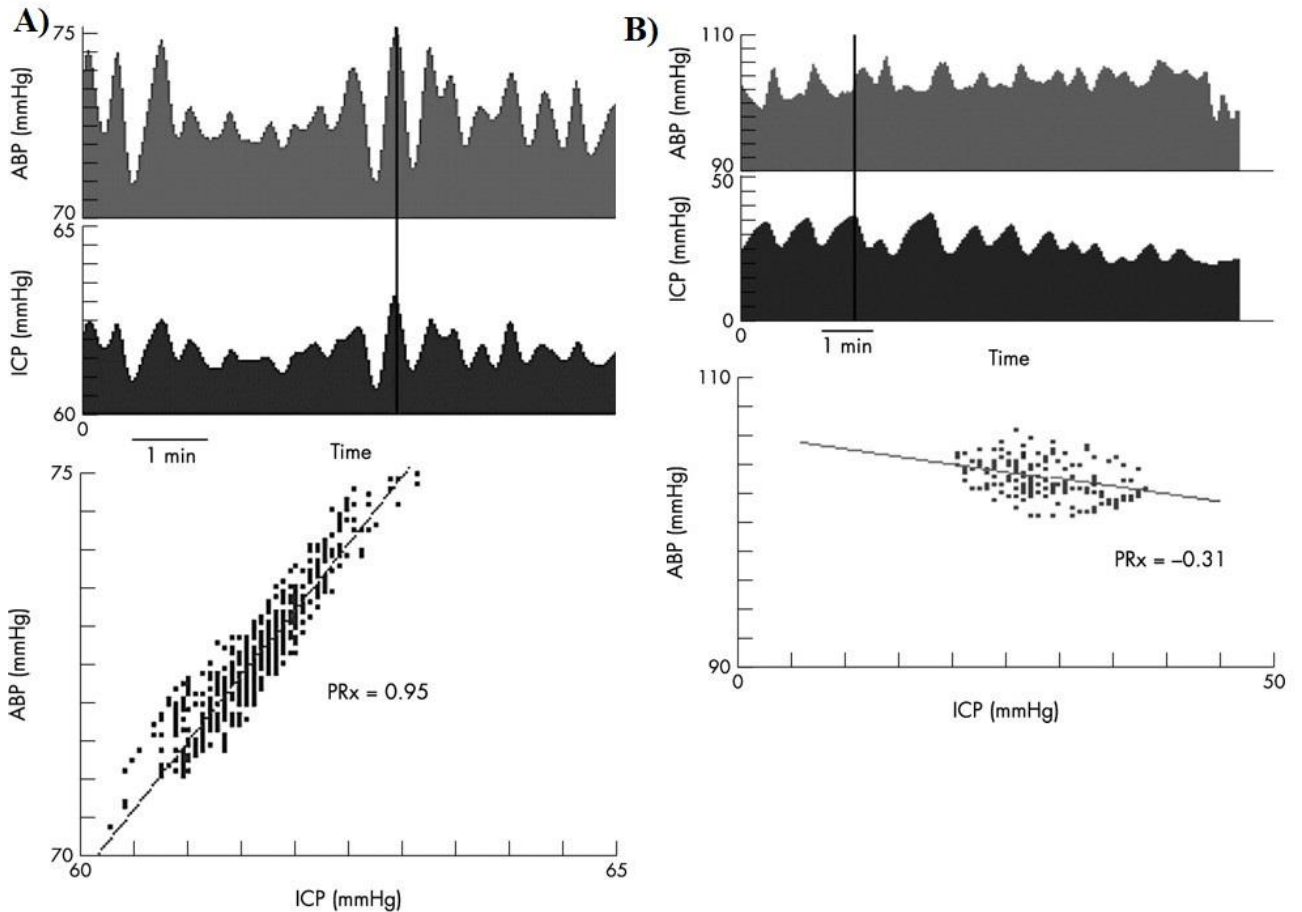 A)
75
ABP (mmHg)
70
65
ICP (mmHg)
60
0
1 min
Time
75
ABP (mmHg)
PRx = 0.95
70
60
65
ICP (mmHg)
B)
110
ABP (mmHg)
90
50
ICP (mmHg)
0
0
1 min
Time
110
ABP (mmHg)
PRx = –0.31
90
0
50
ICP (mmHg)